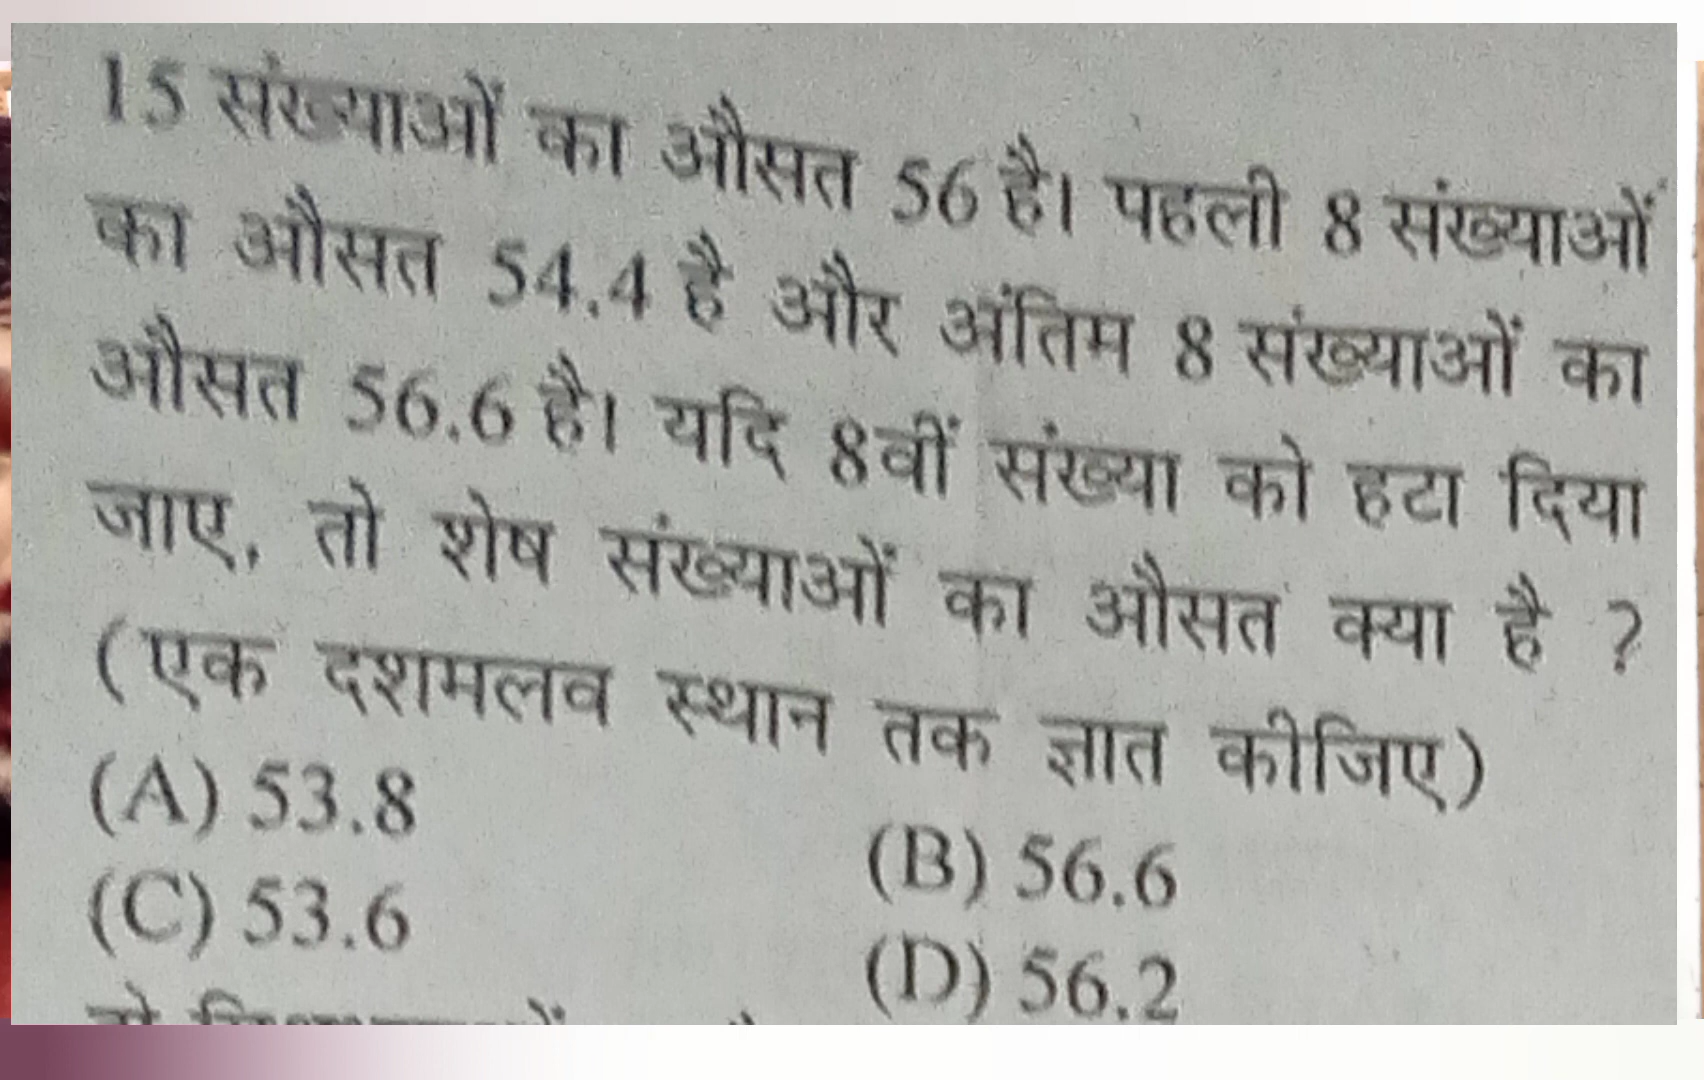 15 संख्याओं का औसत 56 है। पहली 8 संख्याओं
का औसत 54.4 है और अंतिम 8 संख्याओं का
औसत 56.6 है। यदि 8वीं संख्या को हटा दिया
जाए, तो शेष संख्याओं का औसत क्या है ?
(एक दशमलव स्थान तक ज्ञात कीजिए)
(A) 53.8
(B) 56.6
(C) 53.6
(D) 56.2